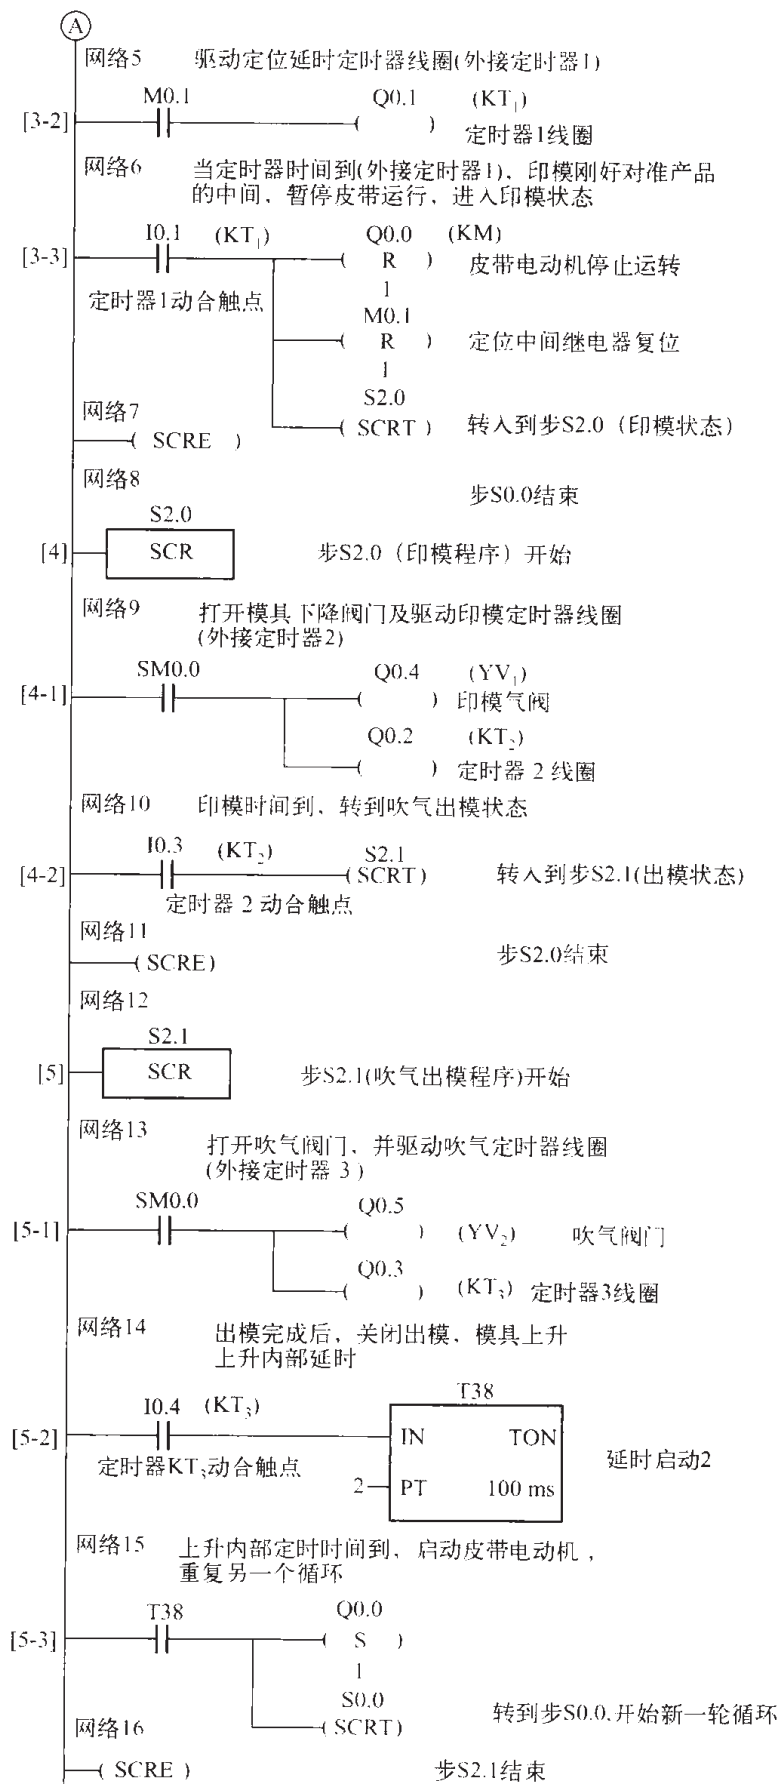 A
网络5 驱动定位延时定时器线圈(外接定时器1)
M0.1 Q0.1 (KT₁)
[3-2] ( ) 定时器1线圈
网络6 当定时器时间到(外接定时器1)，印模刚好对准产品
的中间，暂停皮带运行，进入印模状态
I0.1 (KT₁) Q0.0 (KM)
[3-3] ( R ) 皮带电动机停止运转
定时器1动合触点 1
M0.1
( R ) 定位中间继电器复位
1
网络7 S2.0
( SCRT ) 转入到步S2.0（印模状态）
( SCRE )
网络8 步S0.0结束
S2.0
[4] SCR 步S2.0（印模程序）开始
网络9 打开模具下降阀门及驱动印模定时器线圈
(外接定时器2)
SM0.0 Q0.4 (YV₁)
[4-1] ( ) 印模气阀
Q0.2 (KT₂)
( ) 定时器 2 线圈
网络10 印模时间到，转到吹气出模状态
I0.3 (KT₂) S2.1
[4-2] ( SCRT ) 转入到步S2.1(出模状态)
定时器 2 动合触点
网络11
( SCRE ) 步S2.0结束
网络12
S2.1
[5] SCR 步S2.1(吹气出模程序)开始
网络13 打开吹气阀门，并驱动吹气定时器线圈
(外接定时器 3 )
SM0.0 Q0.5
[5-1] ( ) (YV₂) 吹气阀门
Q0.3
( ) (KT₃) 定时器3线圈
网络14 出模完成后，关闭出模，模具上升
上升内部延时
I0.4 (KT₃) T38
[5-2] IN TON
定时器KT₃动合触点 延时启动2
2 PT 100 ms
网络15 上升内部定时时间到，启动皮带电动机，
重复另一个循环
T38 Q0.0
[5-3] ( S )
1
S0.0
网络16 ( SCRT ) 转到步S0.0,开始新一轮循环
( SCRE ) 步S2.1结束